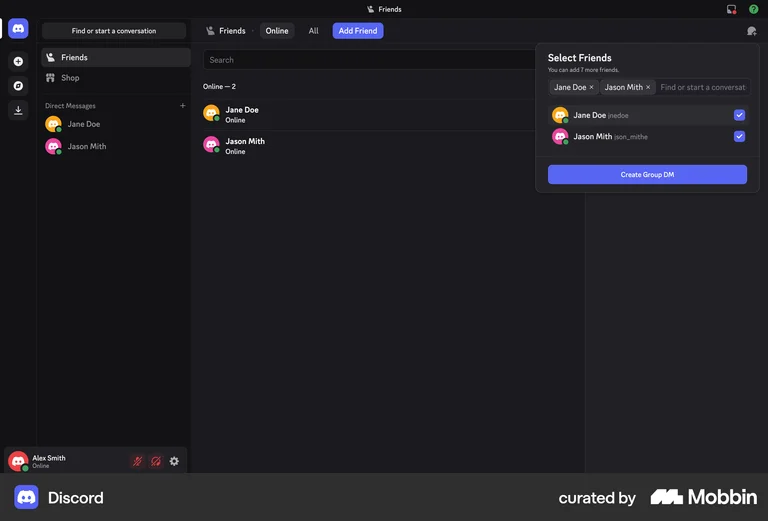 Friends
?
Find or start a conversation
Friends
Online
All
Add Friend
Friends
Shop
Direct Messages
+
Jane Doe
Jason Mith
Search
Online — 2
Jane Doe
Online
Jason Mith
Online
Select Friends
You can add 7 more friends.
Jane Doe ×
Jason Mith ×
Find or start a conversat
Jane Doe jnedoe
Jason Mith json_mithe
Create Group DM
Alex Smith
Online
Discord
curated by
Mobbin